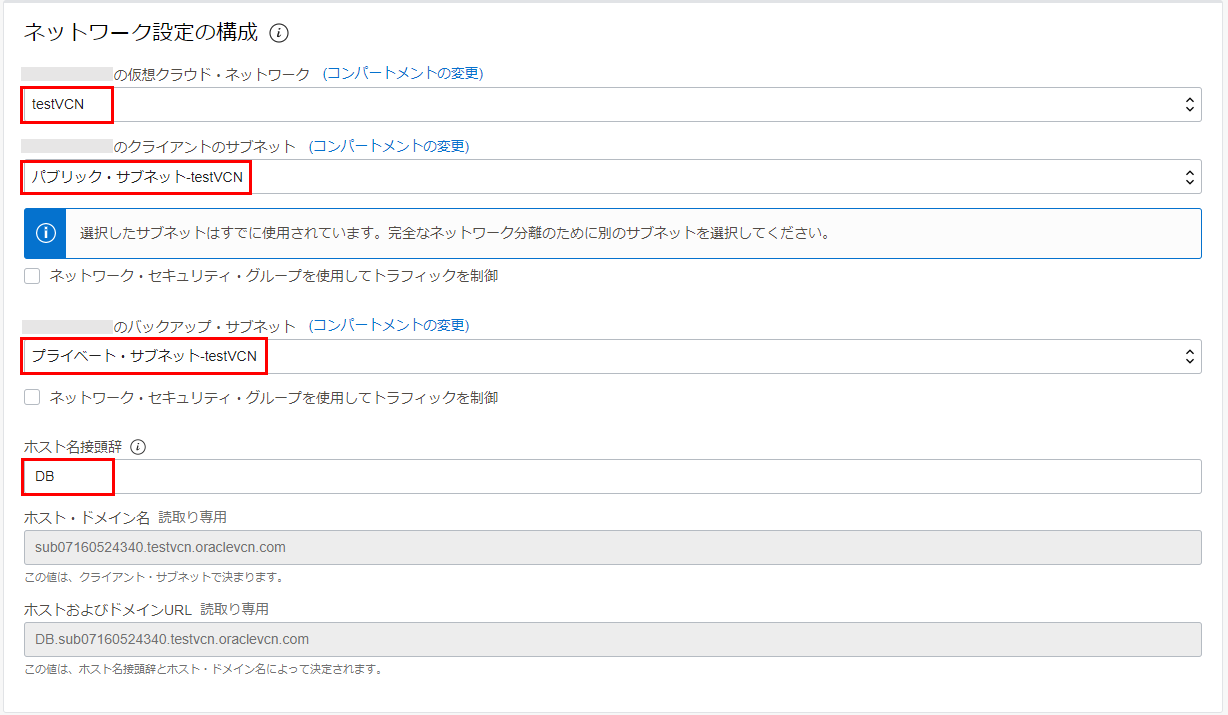 ネットワーク設定の構成
の仮想クラウド・ネットワーク (コンパートメントの変更)
testVCN
のクライアントのサブネット (コンパートメントの変更)
パブリック・サブネット-testVCN
選択したサブネットはすでに使用されています。完全なネットワーク分離のために別のサブネットを選択してください。
ネットワーク・セキュリティ・グループを使用してトラフィックを制御
のバックアップ・サブネット (コンパートメントの変更)
プライベート・サブネット-testVCN
ネットワーク・セキュリティ・グループを使用してトラフィックを制御
ホスト名接頭辞
DB
ホスト・ドメイン名 読取り専用
sub07160524340.testvcn.oraclevcn.com
この値は、クライアント・サブネットで決まります。
ホストおよびドメインURL 読取り専用
DB.sub07160524340.testvcn.oraclevcn.com
この値は、ホスト名接頭辞とホスト・ドメイン名によって決定されます。